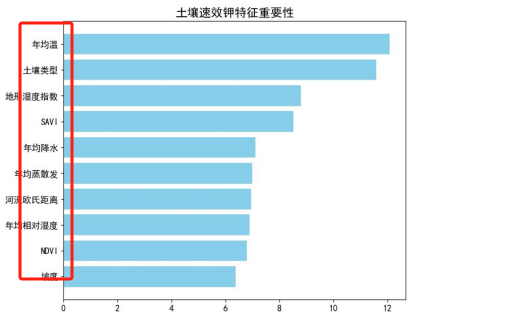 土壤速效钾特征重要性
年均温
土壤类型
地形湿度指数
SAVI
年均降水
年均蒸散发
河流欧氏距离
年均相对湿度
NDVI
坡度
0 2 4 6 8 10 12